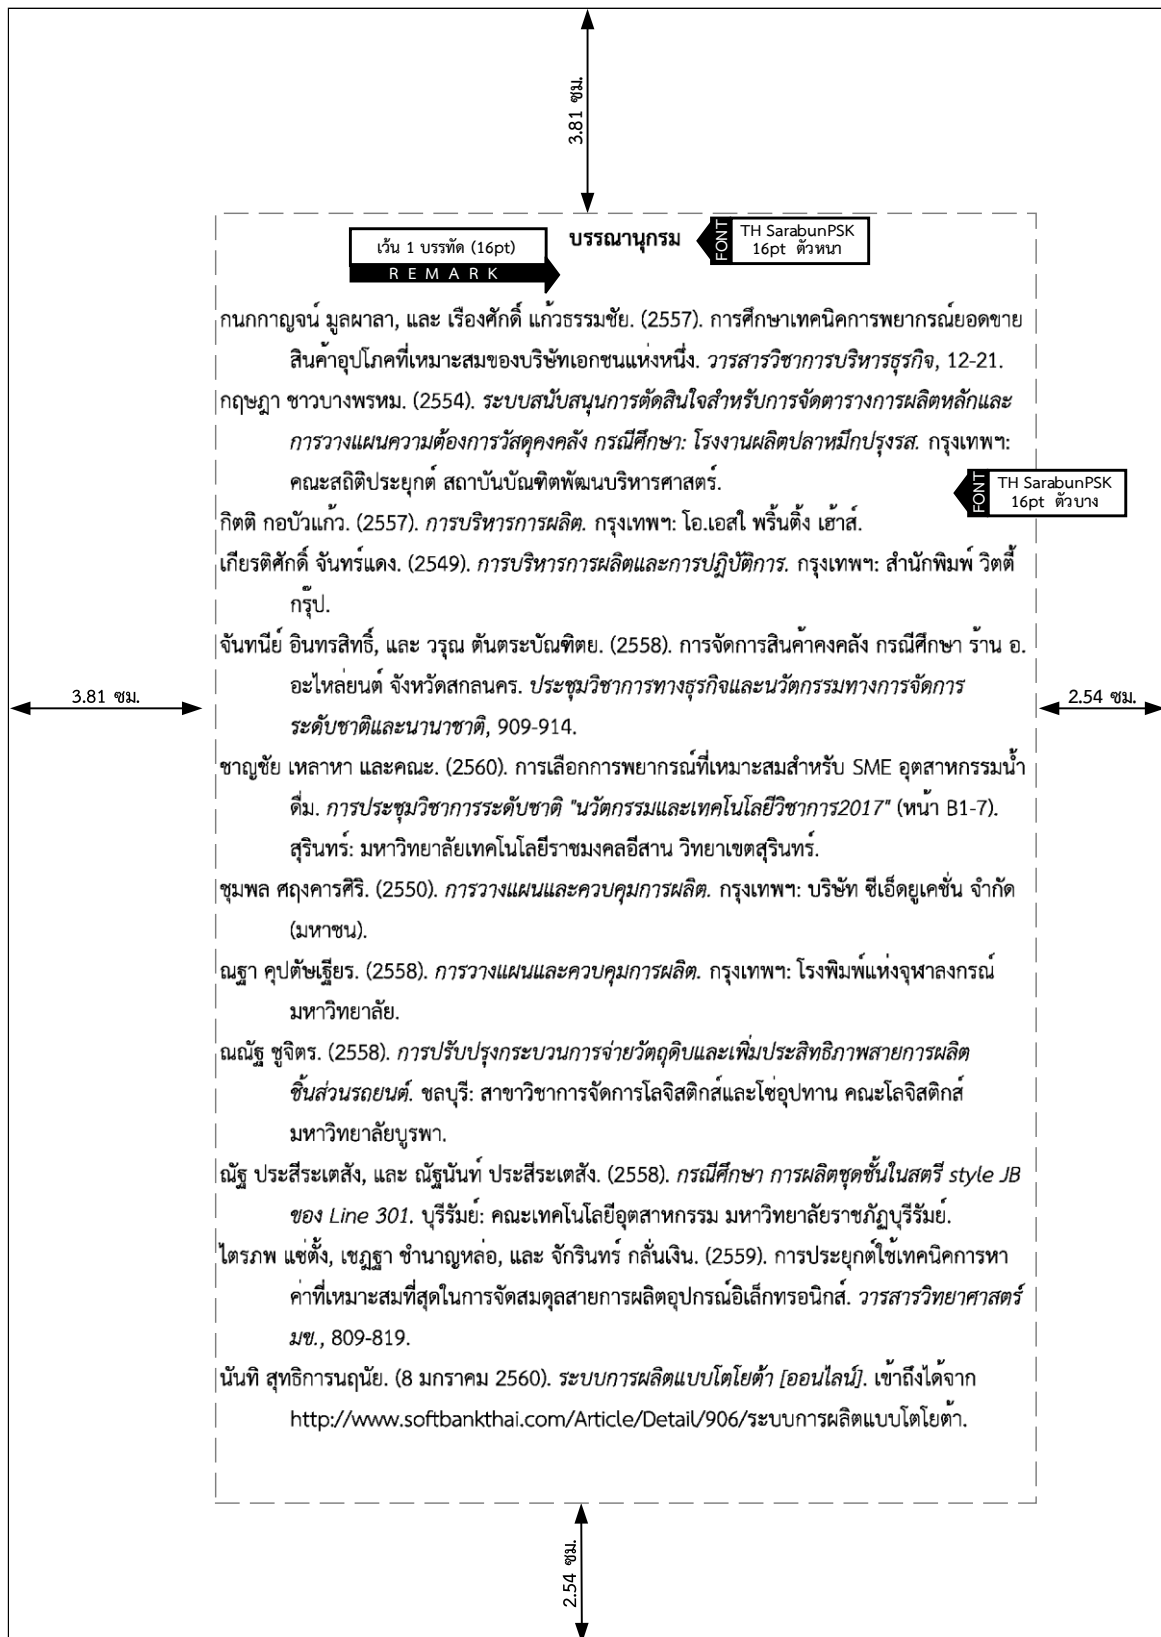 3.81 ซม.
บรรณานุกรม
เว้น 1 บรรทัด (16pt)
REMARK
FONT
TH SarabunPSK
16pt ตัวหนา
กนกกาญจน์ มูลผาลา, และ เรืองศักดิ์ แก้วธรรมชัย. (2557). การศึกษาเทคนิคการพยากรณ์ยอดขาย
สินค้าอุปโภคที่เหมาะสมของบริษัทเอกชนแห่งหนึ่ง. วารสารวิชาการบริหารธุรกิจ, 12-21.
กฤษฎา ชาวบางพรหม. (2554). ระบบสนับสนุนการตัดสินใจสำหรับการจัดตารางการผลิตหลักและ
การวางแผนความต้องการวัสดุคงคลัง กรณีศึกษา: โรงงานผลิตปลาหมึกปรุงรส. กรุงเทพฯ:
คณะสถิติประยุกต์ สถาบันบัณฑิตพัฒนบริหารศาสตร์.
FONT
TH SarabunPSK
16pt ตัวบาง
กิตติ กอบัวแก้ว. (2557). การบริหารการผลิต. กรุงเทพฯ: โอ.เอสใ พริ้นติ้ง เฮ้าส์.
เกียรติศักดิ์ จันทร์แดง. (2549). การบริหารการผลิตและการปฎิบัติการ. กรุงเทพฯ: สำนักพิมพ์ วิตตี้
กรุ๊ป.
จันทนีย์ อินทรสิทธิ์, และ วรุณ ตันตระบัณฑิตย. (2558). การจัดการสินค้าคงคลัง กรณีศึกษา ร้าน อ.
อะไหล่ยนต์ จังหวัดสกลนคร. ประชุมวิชาการทางธุรกิจและนวัตกรรมทางการจัดการ
ระดับชาติและนานาชาติ, 909-914.
3.81 ซม.
2.54 ซม.
ชาญชัย เหลาหา และคณะ. (2560). การเลือกการพยากรณ์ที่เหมาะสมสำหรับ SME อุตสาหกรรมน้ำ
ดื่ม. การประชุมวิชาการระดับชาติ "นวัตกรรมและเทคโนโลยีวิชาการ2017" (หน้า B1-7).
สุรินทร์: มหาวิทยาลัยเทคโนโลยีราชมงคลอีสาน วิทยาเขตสุรินทร์.
ชุมพล ศฤงคารศิริ. (2550). การวางแผนและควบคุมการผลิต. กรุงเทพฯ: บริษัท ซีเอ็ดยูเคชั่น จำกัด
(มหาชน).
ณฐา คุปตัษเฐียร. (2558). การวางแผนและควบคุมการผลิต. กรุงเทพฯ: โรงพิมพ์แห่งจุฬาลงกรณ์
มหาวิทยาลัย.
ณณัฐ ชูจิตร. (2558). การปรับปรุงกระบวนการจ่ายวัตถุดิบและเพิ่มประสิทธิภาพสายการผลิต
ชิ้นส่วนรถยนต์. ชลบุรี: สาขาวิชาการจัดการโลจิสติกส์และโซ่อุปทาน คณะโลจิสติกส์
มหาวิทยาลัยบูรพา.
ณัฐ ประสีระเตสัง, และ ณัฐนันท์ ประสีระเตสัง. (2558). กรณีศึกษา การผลิตชุดชั้นในสตรี style JB
ของ Line 301. บุรีรัมย์: คณะเทคโนโลยีอุตสาหกรรม มหาวิทยาลัยราชภัฏบุรีรัมย์.
ไตรภพ แซ่ตั้ง, เชฎฐา ชำนาญหล่อ, และ จักรินทร์ กลั่นเงิน. (2559). การประยุกต์ใช้เทคนิคการหา
ค่าที่เหมาะสมที่สุดในการจัดสมดุลสายการผลิตอุปกรณ์อิเล็กทรอนิกส์. วารสารวิทยาศาสตร์
มข., 809-819.
นันทิ สุทธิการนฤนัย. (8 มกราคม 2560). ระบบการผลิตแบบโตโยต้า [ออนไลน์]. เข้าถึงได้จาก
http://www.softbankthai.com/Article/Detail/906/ระบบการผลิตแบบโตโยต้า.
2.54 ซม.